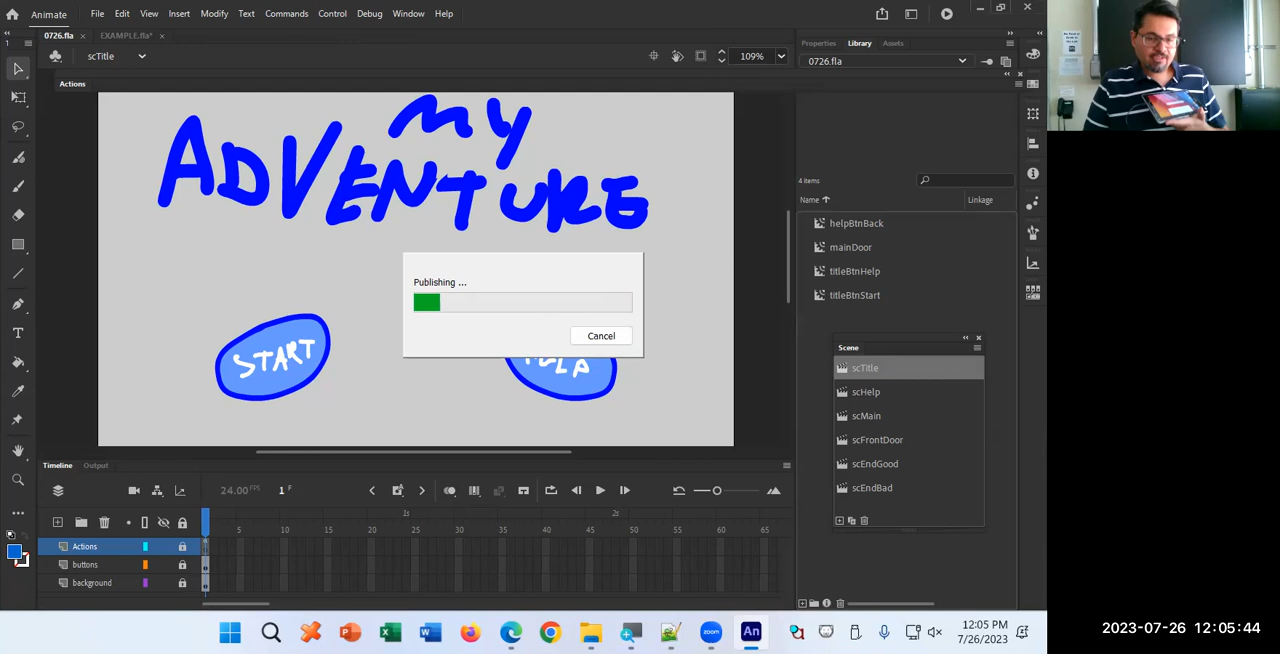 Animate File Edit View Insert Modify Text Commands Control Debug Window Help
0726.fla × EXAMPLE.fla* ×
scTitle
109%
Actions
MY
ADVENTURE
START
Publishing ...
Cancel
Properties Library Assets
0726.fla
4 items
Name Linkage
helpBtnBack
mainDoor
titleBtnHelp
titleBtnStart
Scene
scTitle
scHelp
scMain
scFrontDoor
scEndGood
scEndBad
Timeline Output
24.00 FPS 1 F
1s 2s
5 10 15 20 25 30 35 40 45 50 55 60 65
Actions
buttons
background
12:05 PM
7/26/2023
2023-07-26 12:05:44